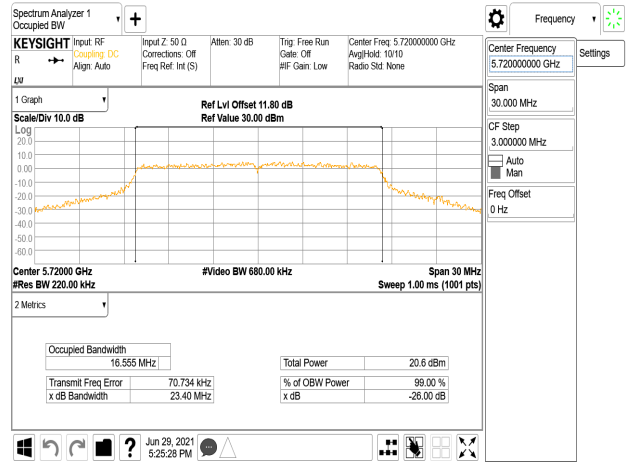 Spectrum Analyzer 1
Occupied BW
Frequency
KEYSIGHT
R
LXI
Input: RF
Coupling: DC
Align: Auto
Input Z: 50 Ω
Corrections: Off
Freq Ref: Int (S)
Atten: 30 dB
Trig: Free Run
Gate: Off
#IF Gain: Low
Center Freq: 5.720000000 GHz
Avg|Hold: 10/10
Radio Std: None
Center Frequency
5.720000000 GHz
Settings
Span
30.000 MHz
CF Step
3.000000 MHz
Auto
Man
Freq Offset
0 Hz
1 Graph
Scale/Div 10.0 dB
Ref Lvl Offset 11.80 dB
Ref Value 30.00 dBm
Log
20.0
10.0
0.00
-10.0
-20.0
-30.0
-40.0
-50.0
-60.0
Center 5.72000 GHz
#Video BW 680.00 kHz
Span 30 MHz
#Res BW 220.00 kHz
Sweep 1.00 ms (1001 pts)
2 Metrics
Occupied Bandwidth
16.555 MHz
Total Power 20.6 dBm
Transmit Freq Error 70.734 kHz
% of OBW Power 99.00 %
x dB Bandwidth 23.40 MHz
x dB -26.00 dB
?
Jun 29, 2021
5:25:28 PM